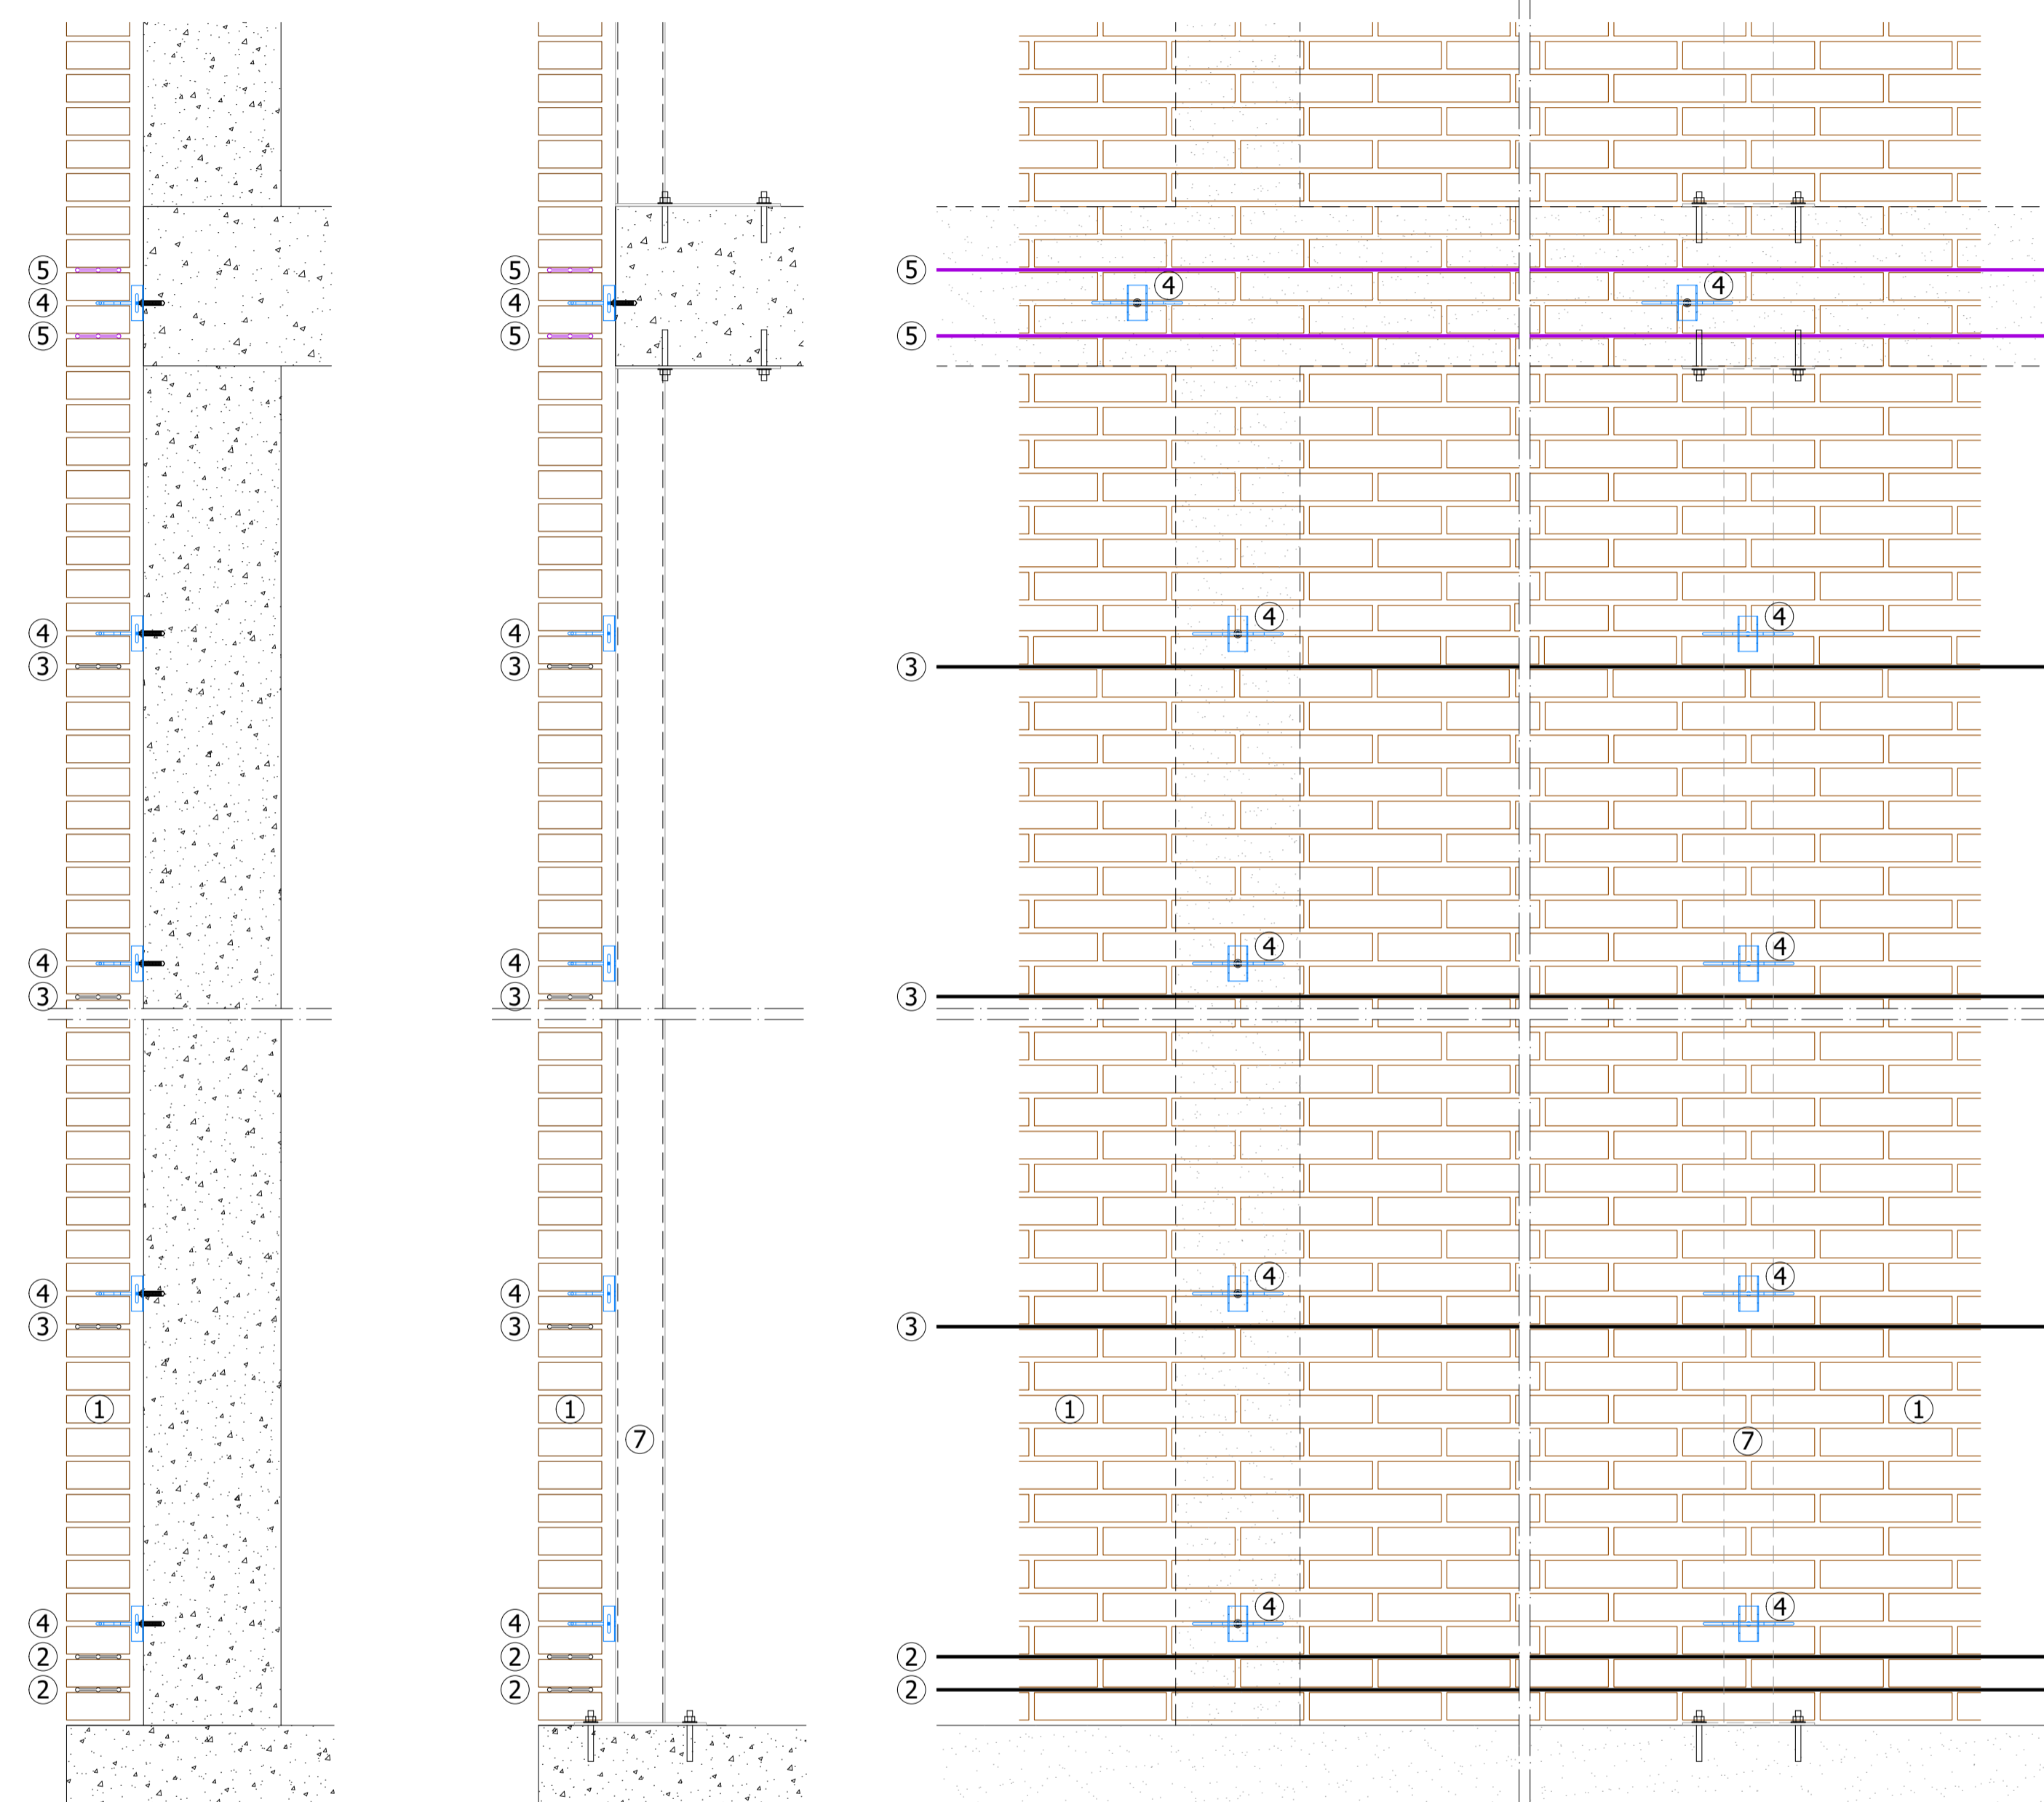 ⑤ ⑤ ⑤
④ ④ ④ ④
⑤ ⑤ ⑤
④ ④ ④ ④
③ ③ ③
④ ④ ④ ④
③ ③ ③
④ ④ ④ ④
③ ③ ③
① ① ① ①
⑦ ⑦
④ ④ ④ ④
② ② ②
② ② ②